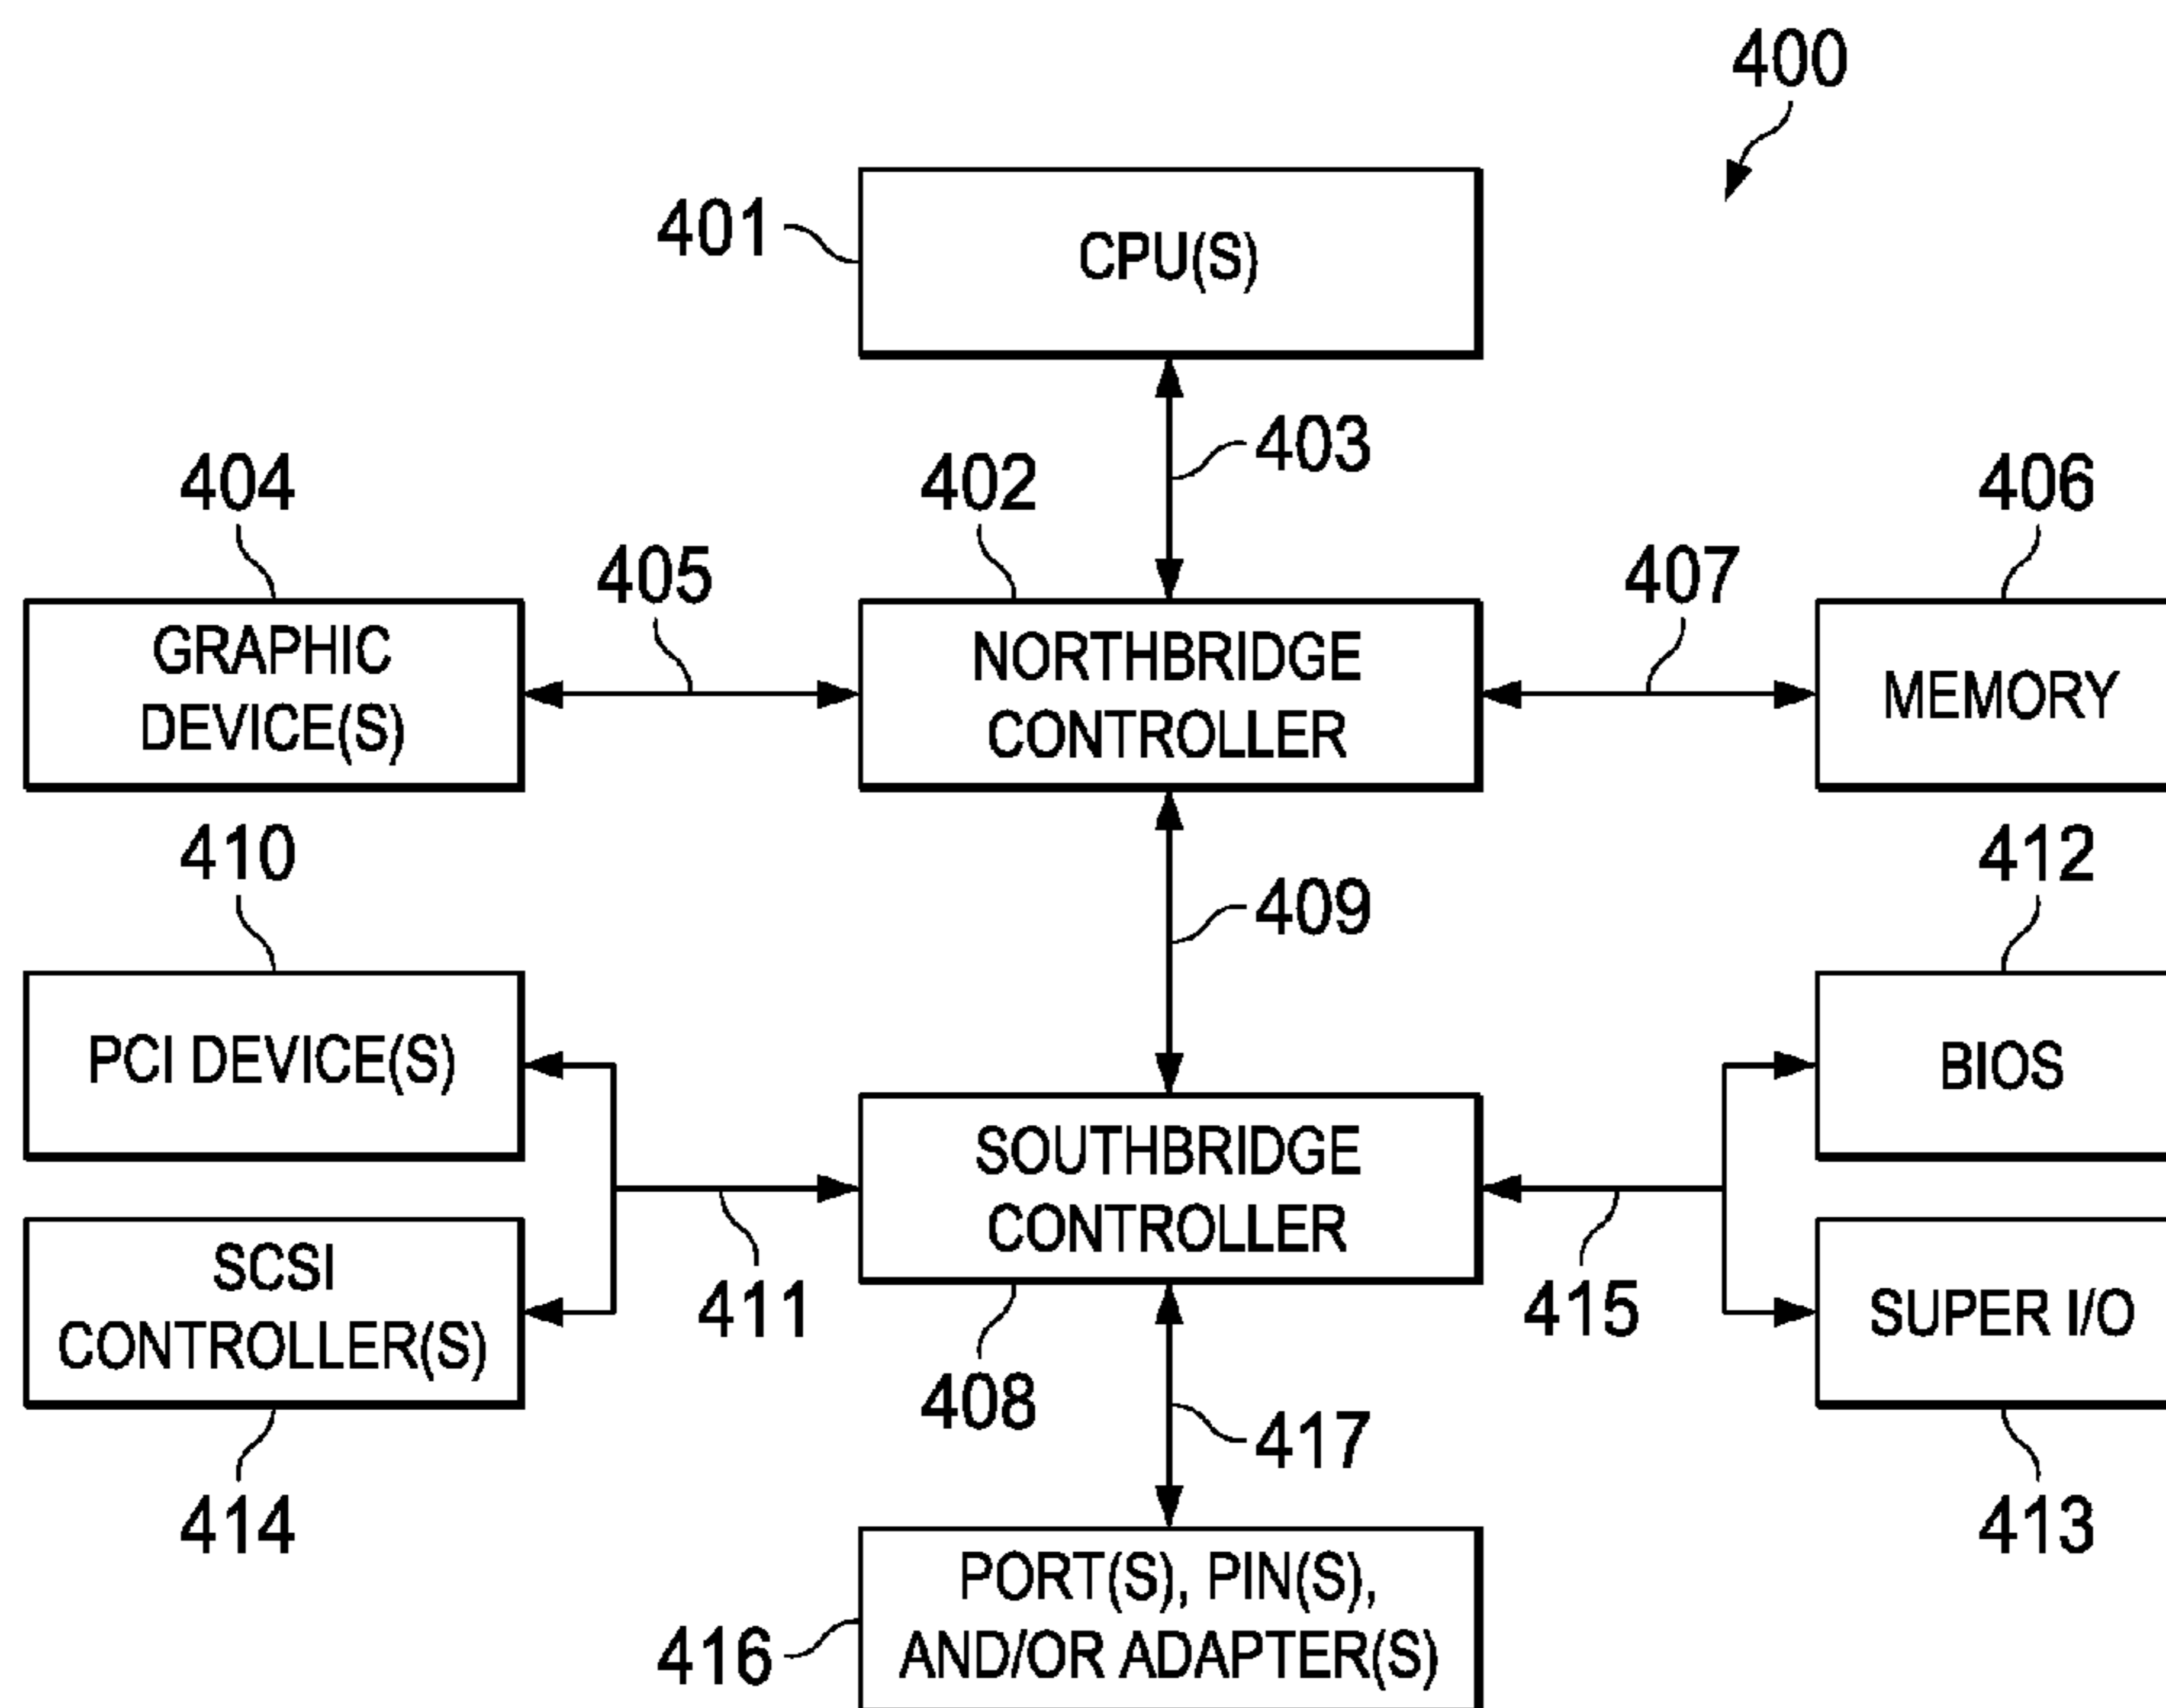 400
401
CPU(S)
403
404
402
406
405
407
GRAPHIC
DEVICE(S)
NORTHBRIDGE
CONTROLLER
MEMORY
410
412
409
PCI DEVICE(S)
BIOS
SOUTHBRIDGE
CONTROLLER
SCSI
CONTROLLER(S)
411
415
SUPER I/O
408
417
414
413
PORT(S), PIN(S),
AND/OR ADAPTER(S)
416